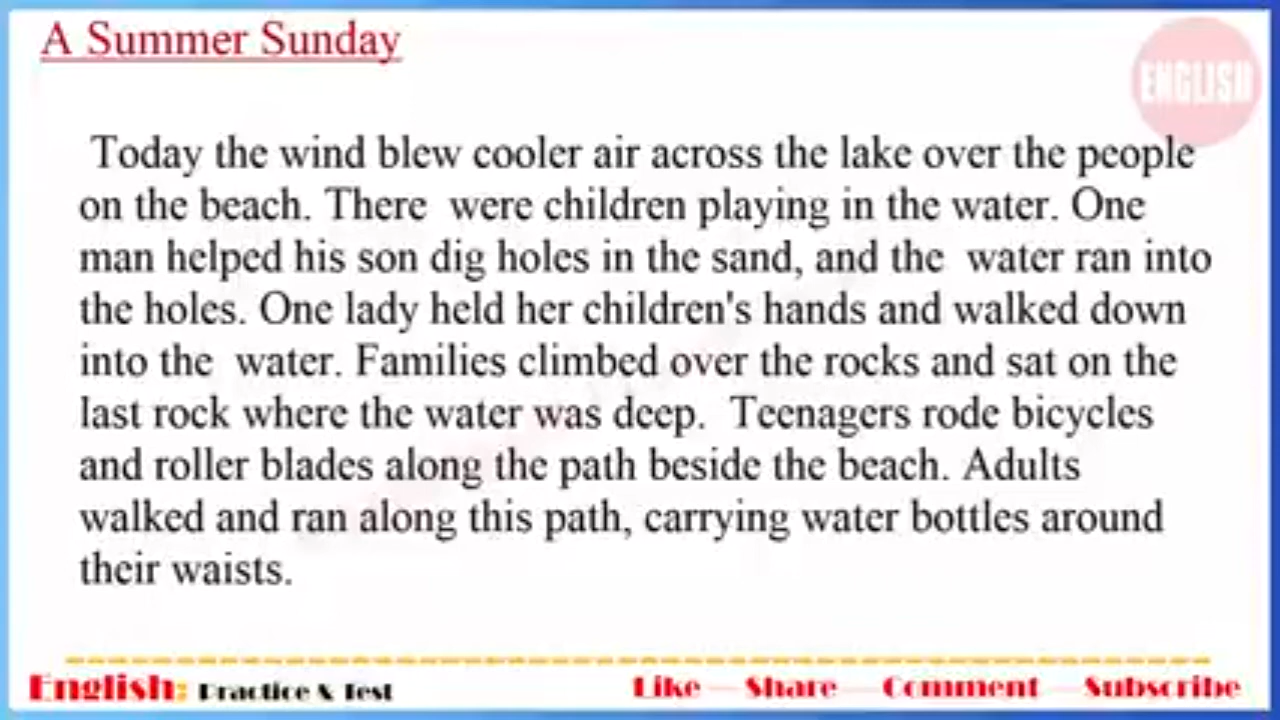 A Summer Sunday
ENGLISH
Today the wind blew cooler air across the lake over the people
on the beach. There were children playing in the water. One
man helped his son dig holes in the sand, and the water ran into
the holes. One lady held her children's hands and walked down
into the water. Families climbed over the rocks and sat on the
last rock where the water was deep. Teenagers rode bicycles
and roller blades along the path beside the beach. Adults
walked and ran along this path, carrying water bottles around
their waists.
English: Practice & Test
Like — Share — Comment — Subscribe